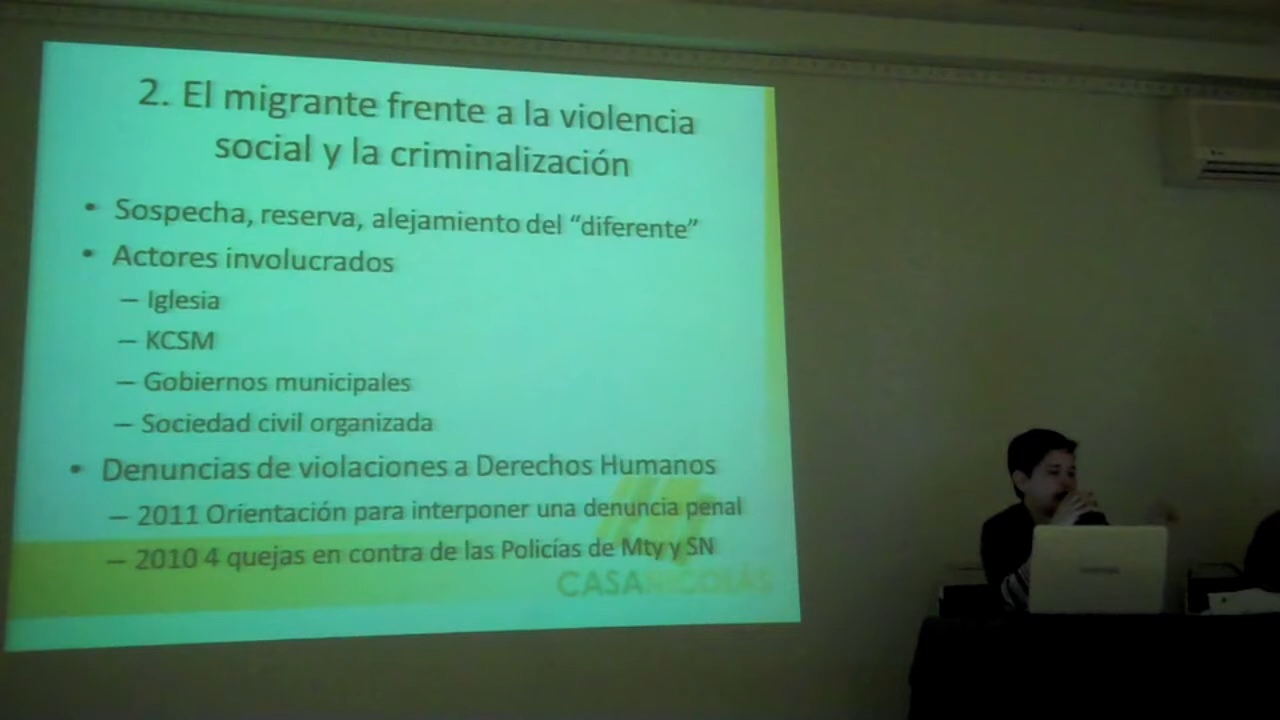 2. El migrante frente a la violencia
social y la criminalización
• Sospecha, reserva, alejamiento del “diferente”
• Actores involucrados
– Iglesia
– KCSM
– Gobiernos municipales
– Sociedad civil organizada
• Denuncias de violaciones a Derechos Humanos
– 2011 Orientación para interponer una denuncia penal
– 2010 4 quejas en contra de las Policías de Mty y SN
CASANICOLÁS